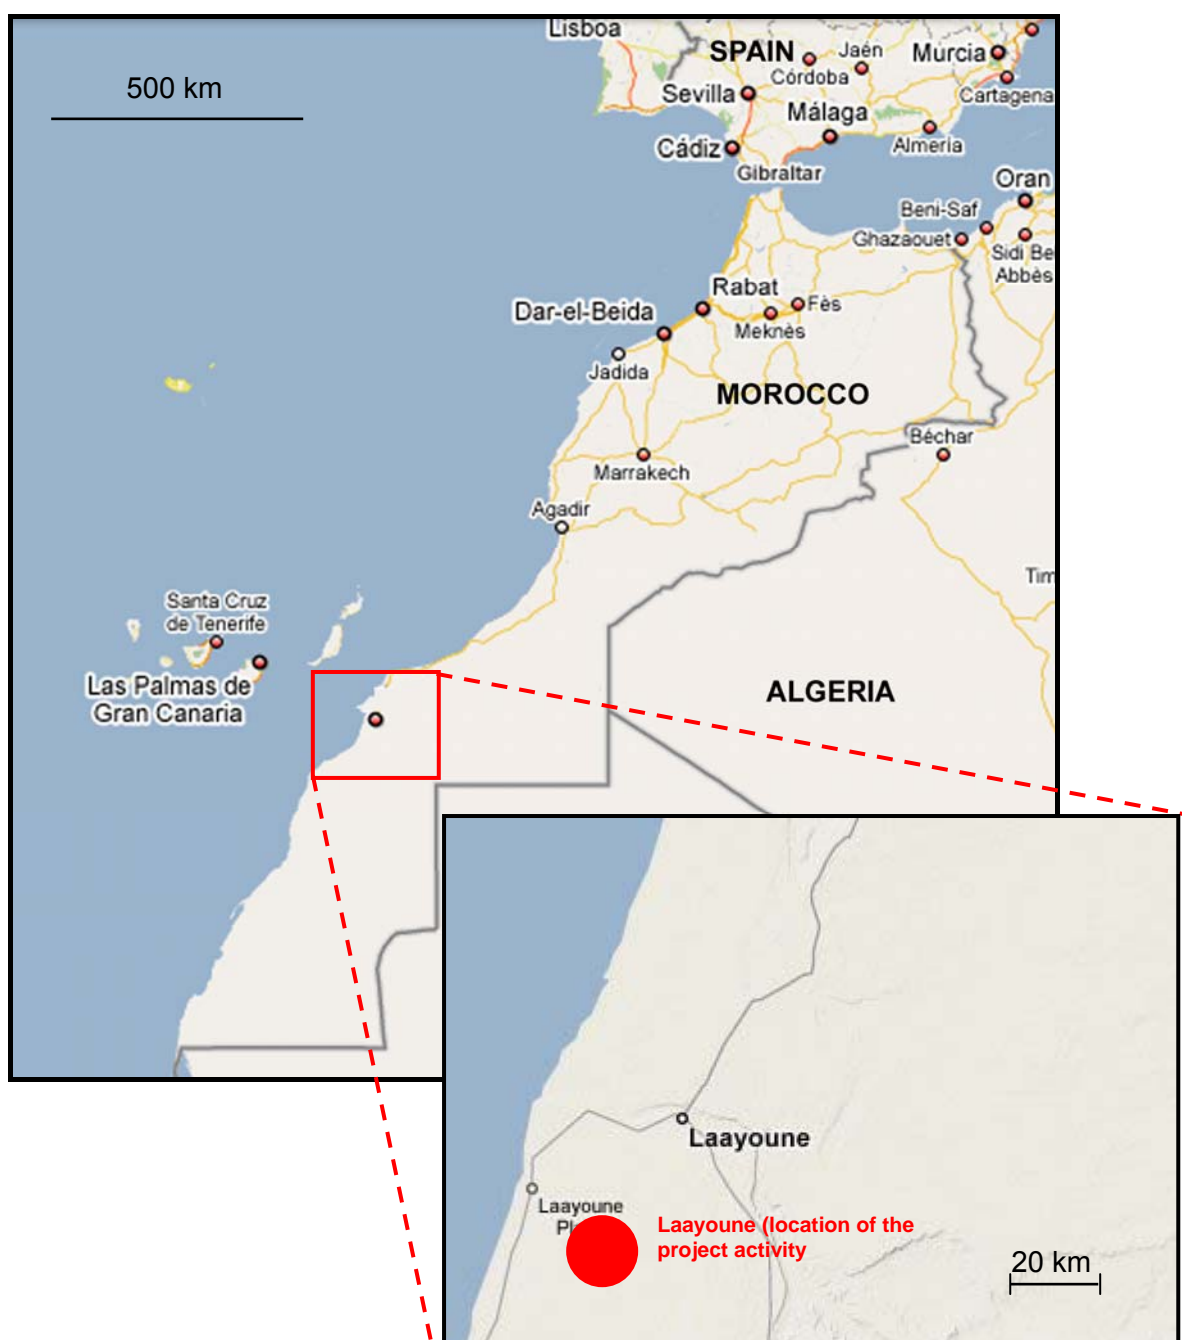 Lisboa
500 km
SPAIN
Jaén
Murcia
Córdoba
Sevilla
Cartagena
Málaga
Cádiz
Almería
Gibraltar
Oran
Beni-Saf
Ghazaouet
Sidi Be
Abbès
Rabat
Dar-el-Beida
Fès
Meknès
Jadida
MOROCCO
Béchar
Marrakech
Agadir
Tim
Santa Cruz
de Tenerife
Las Palmas de
Gran Canaria
ALGERIA
Laayoune
Laayoune
Pl
Laayoune (location of the
project activity
20 km